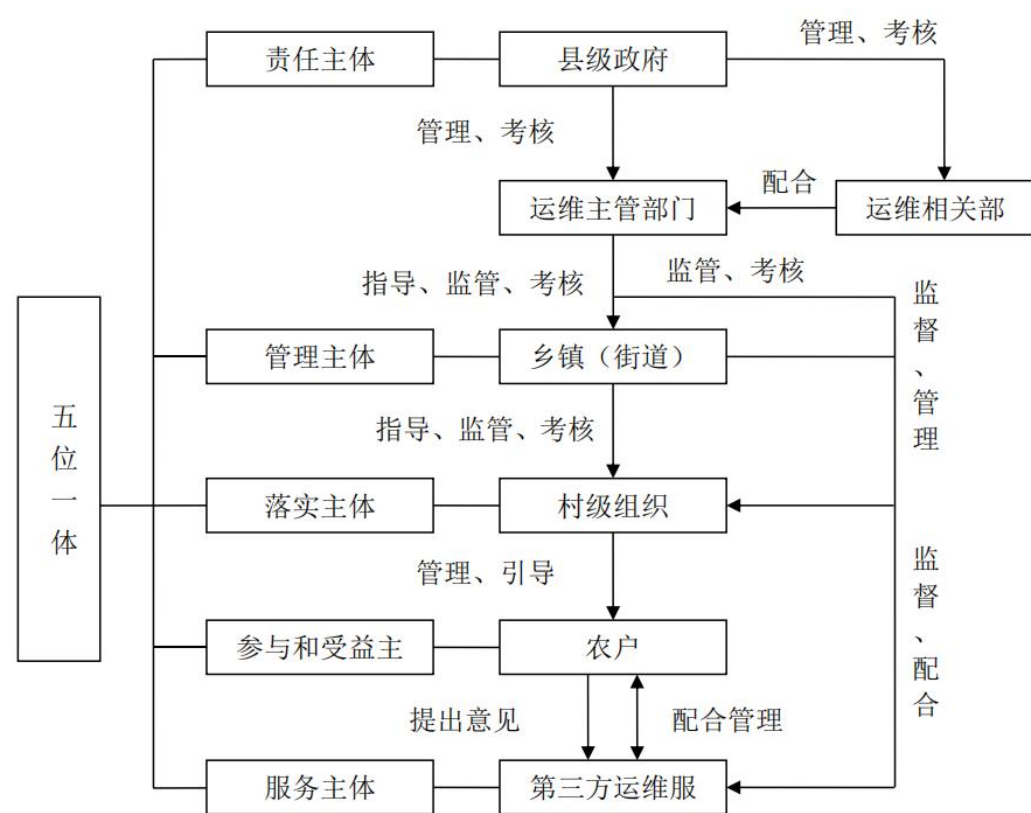 责任主体
县级政府
管理、考核
管理、考核
运维主管部门
配合
运维相关部
指导、监管、考核
监管、考核
监督、管理
五位一体
管理主体
乡镇（街道）
指导、监管、考核
落实主体
村级组织
管理、引导
监督、配合
参与和受益主
农户
提出意见
配合管理
服务主体
第三方运维服